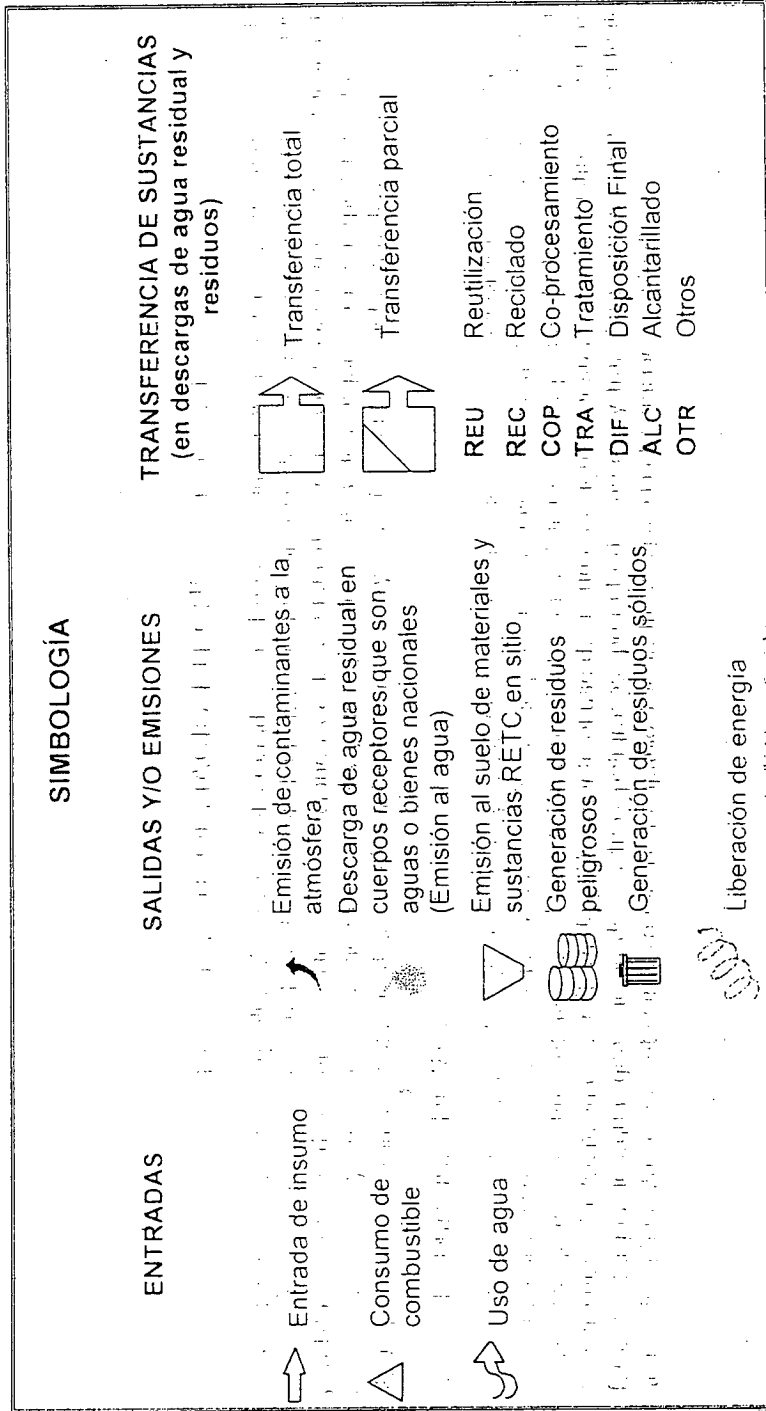 SIMBOLOGÍA
ENTRADAS
Entrada de insumo
Consumo de
combustible
Uso de agua
SALIDAS Y/O EMISIONES
Emisión de contaminantes a la
atmósfera
Descarga de agua residual en
cuerpos receptores que son
aguas o bienes nacionales
(Emisión al agua)
Emisión al suelo de materiales y
sustancias RETC en sitio
Generación de residuos
peligrosos
Generación de residuos sólidos
Liberación de energía
TRANSFERENCIA DE SUSTANCIAS
(en descargas de agua residual y
residuos)
Transferencia total
Transferencia parcial
REU Reutilización
REC Reciclado
COP Co-procesamiento
TRA Tratamiento
DIF Disposición Final
ALC Alcantarillado
OTR Otros